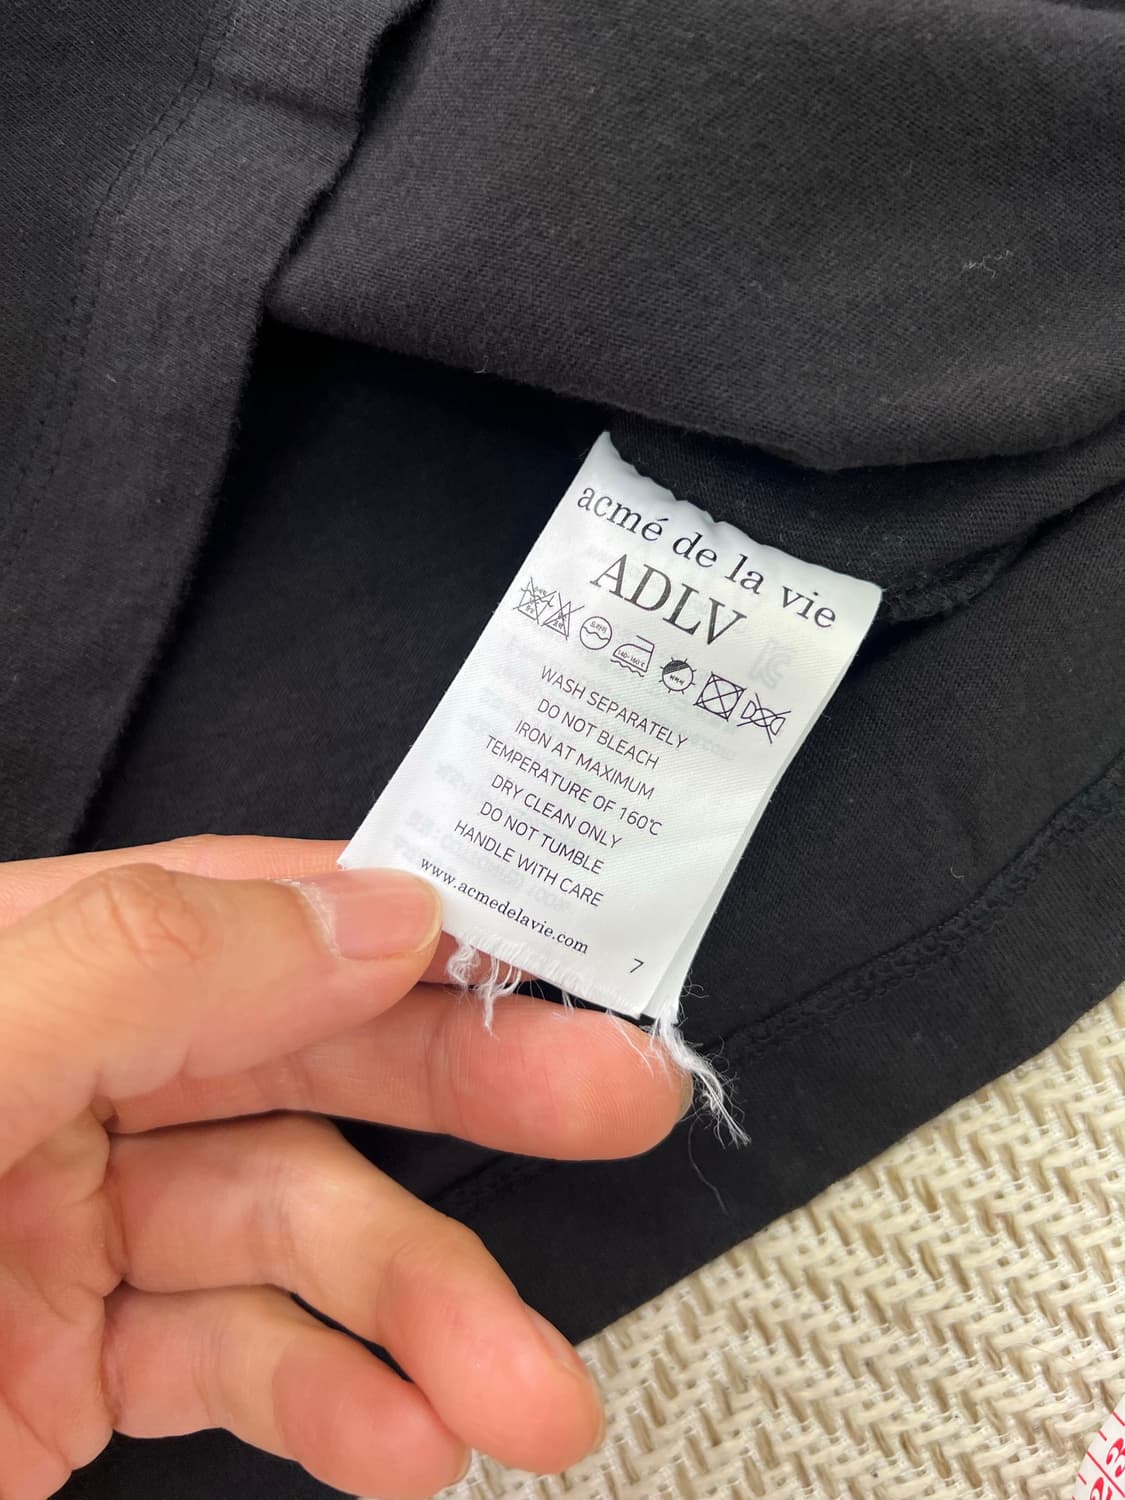 acmé de la vie
ADLV
WASH SEPARATELY
DO NOT BLEACH
IRON AT MAXIMUM
TEMPERATURE OF 160℃
DRY CLEAN ONLY
DO NOT TUMBLE
HANDLE WITH CARE
www.acmedelavie.com
7